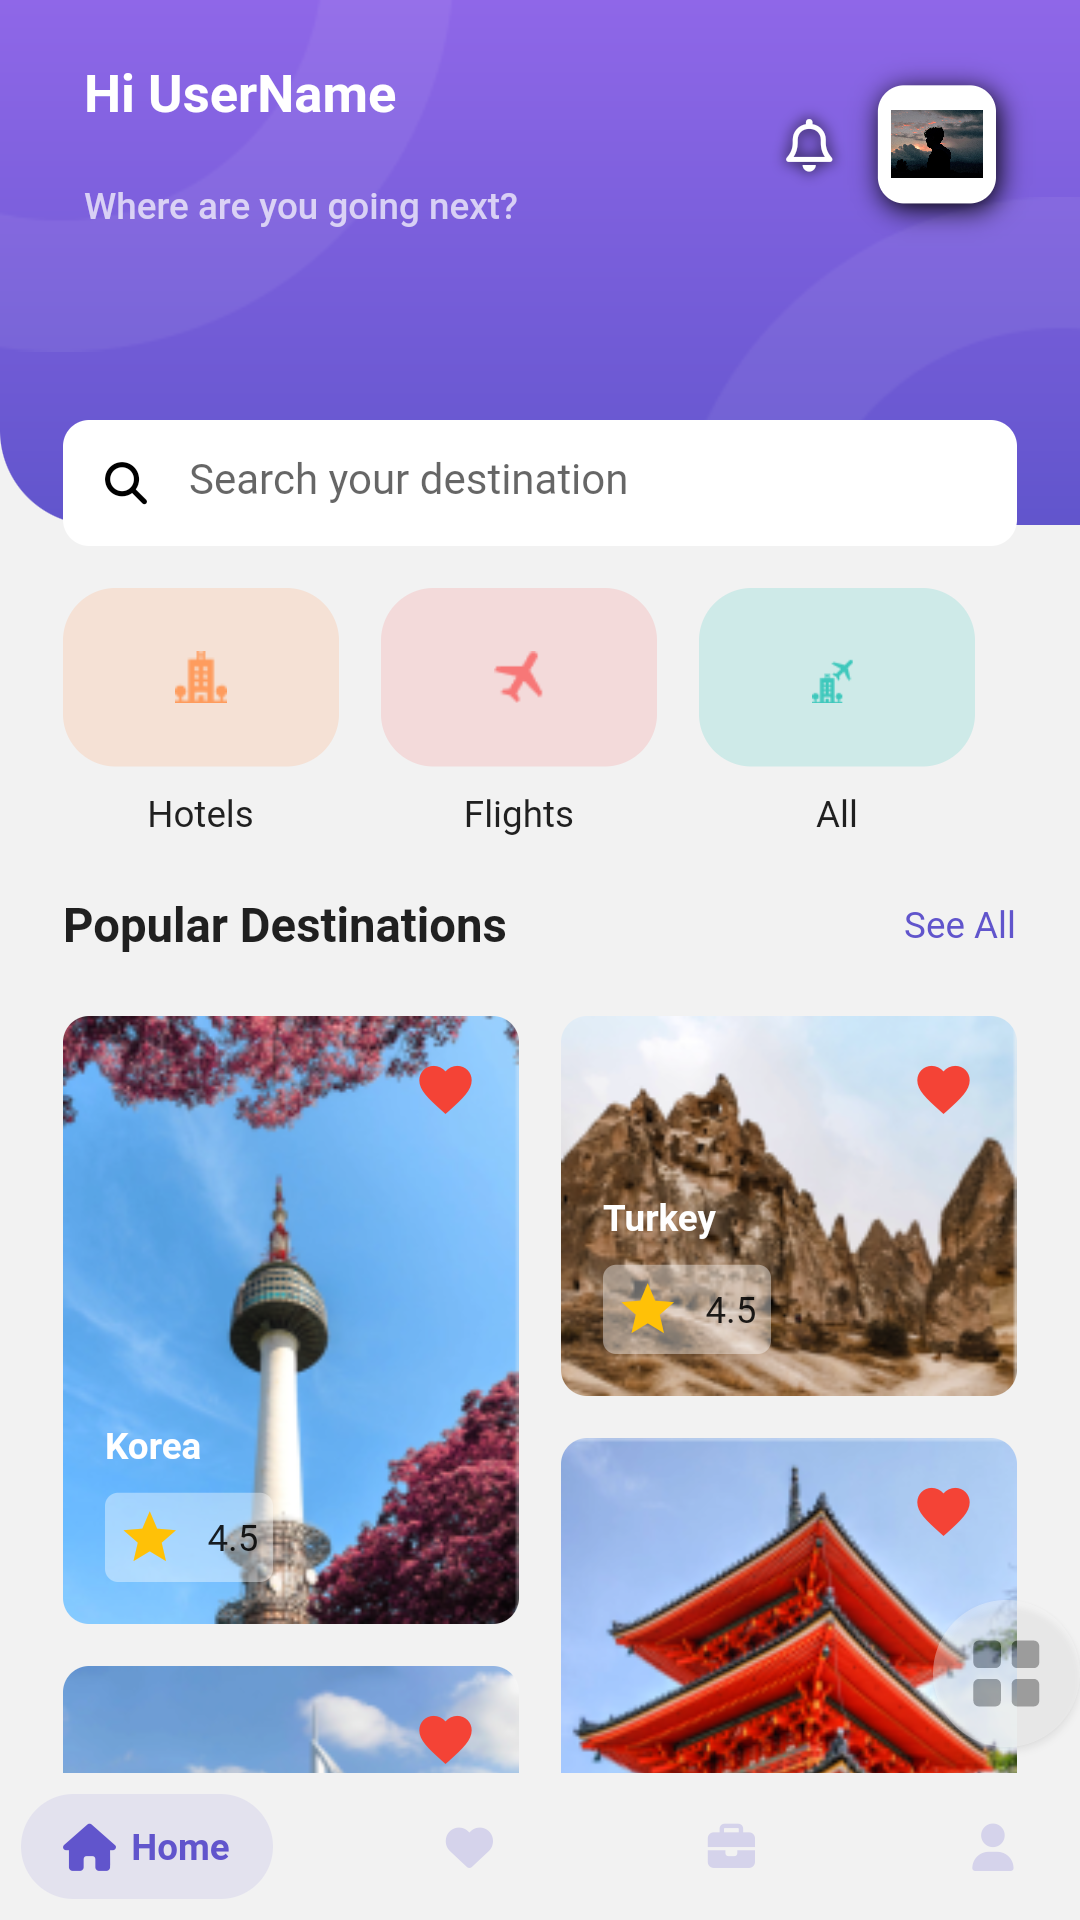 Hi UserName
Where are you going next?
Search your destination
Hotels
Flights
All
Popular Destinations
See All
Korea
4.5
Turkey
4.5
Home